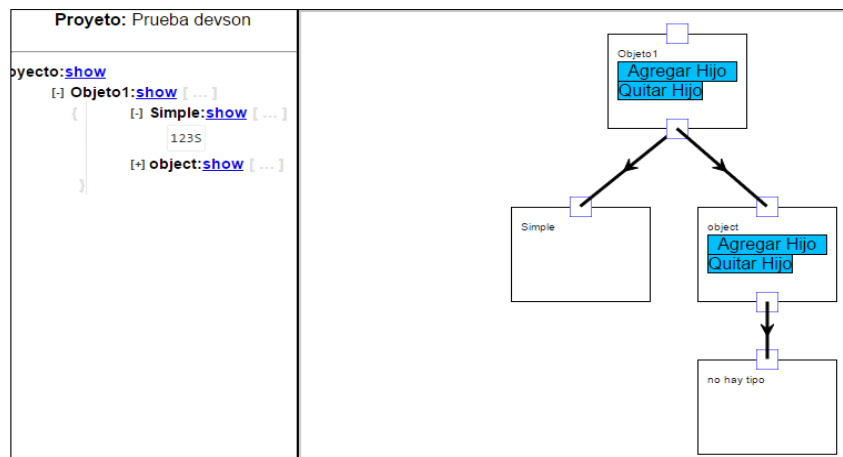 Proyeto: Prueba devson
oyecto:show
[-] Objeto1:show [ ... ]
{
[-] Simple:show [ ... ]
123S
[+] object:show [ ... ]
}
Objeto1
Agregar Hijo
Quitar Hijo
Simple
object
Agregar Hijo
Quitar Hijo
no hay tipo